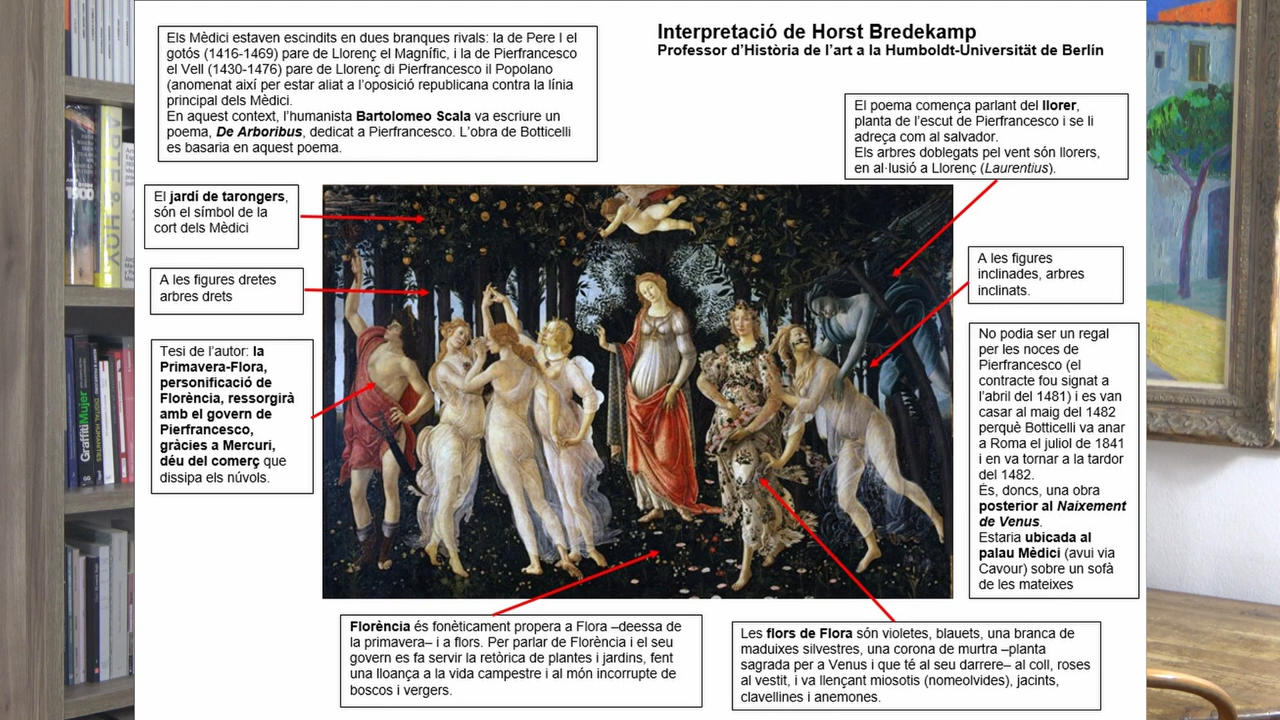 Interpretació de Horst Bredekamp
Professor d'Història de l'art a la Humboldt-Universität de Berlín
Els Mèdici estaven escindits en dues branques rivals: la de Pere I el
gotós (1416-1469) pare de Llorenç el Magnífic, i la de Pierfrancesco
el Vell (1430-1476) pare de Llorenç di Pierfrancesco il Popolano
(anomenat així per estar aliat a l'oposició republicana contra la línia
principal dels Mèdici.
En aquest context, l'humanista Bartolomeo Scala va escriure un
poema, De Arboribus, dedicat a Pierfrancesco. L'obra de Botticelli
es basaria en aquest poema.
El poema comença parlant del llorer,
planta de l'escut de Pierfrancesco i se li
adreça com al salvador.
Els arbres doblegats pel vent són llorers,
en al·lusió a Llorenç (Laurentius).
El jardí de tarongers,
són el símbol de la
cort dels Mèdici
A les figures dretes
arbres drets
Tesi de l'autor: la
Primavera-Flora,
personificació de
Florència, ressorgirà
amb el govern de
Pierfrancesco,
gràcies a Mercuri,
déu del comerç que
dissipa els núvols.
A les figures
inclinades, arbres
inclinats.
No podia ser un regal
per les noces de
Pierfrancesco (el
contracte fou signat a
l'abril del 1481) i es van
casar al maig del 1482
perquè Botticelli va anar
a Roma el juliol de 1841
i en va tornar a la tardor
del 1482.
És, doncs, una obra
posterior al Naixement
de Venus.
Estaria ubicada al
palau Mèdici (avui via
Cavour) sobre un sofà
de les mateixes
Florència és fonèticament propera a Flora –deessa de
la primavera– i a flors. Per parlar de Florència i el seu
govern es fa servir la retòrica de plantes i jardins, fent
una lloança a la vida campestre i al món incorrupte de
boscos i vergers.
Les flors de Flora són violetes, blauets, una branca de
maduixes silvestres, una corona de murtra –planta
sagrada per a Venus i que té al seu darrere– al coll, roses
al vestit, i va llençant miosotis (nomeolvides), jacints,
clavellines i anemones.
GraffitiMujer
DIGITAL HUMANITIES